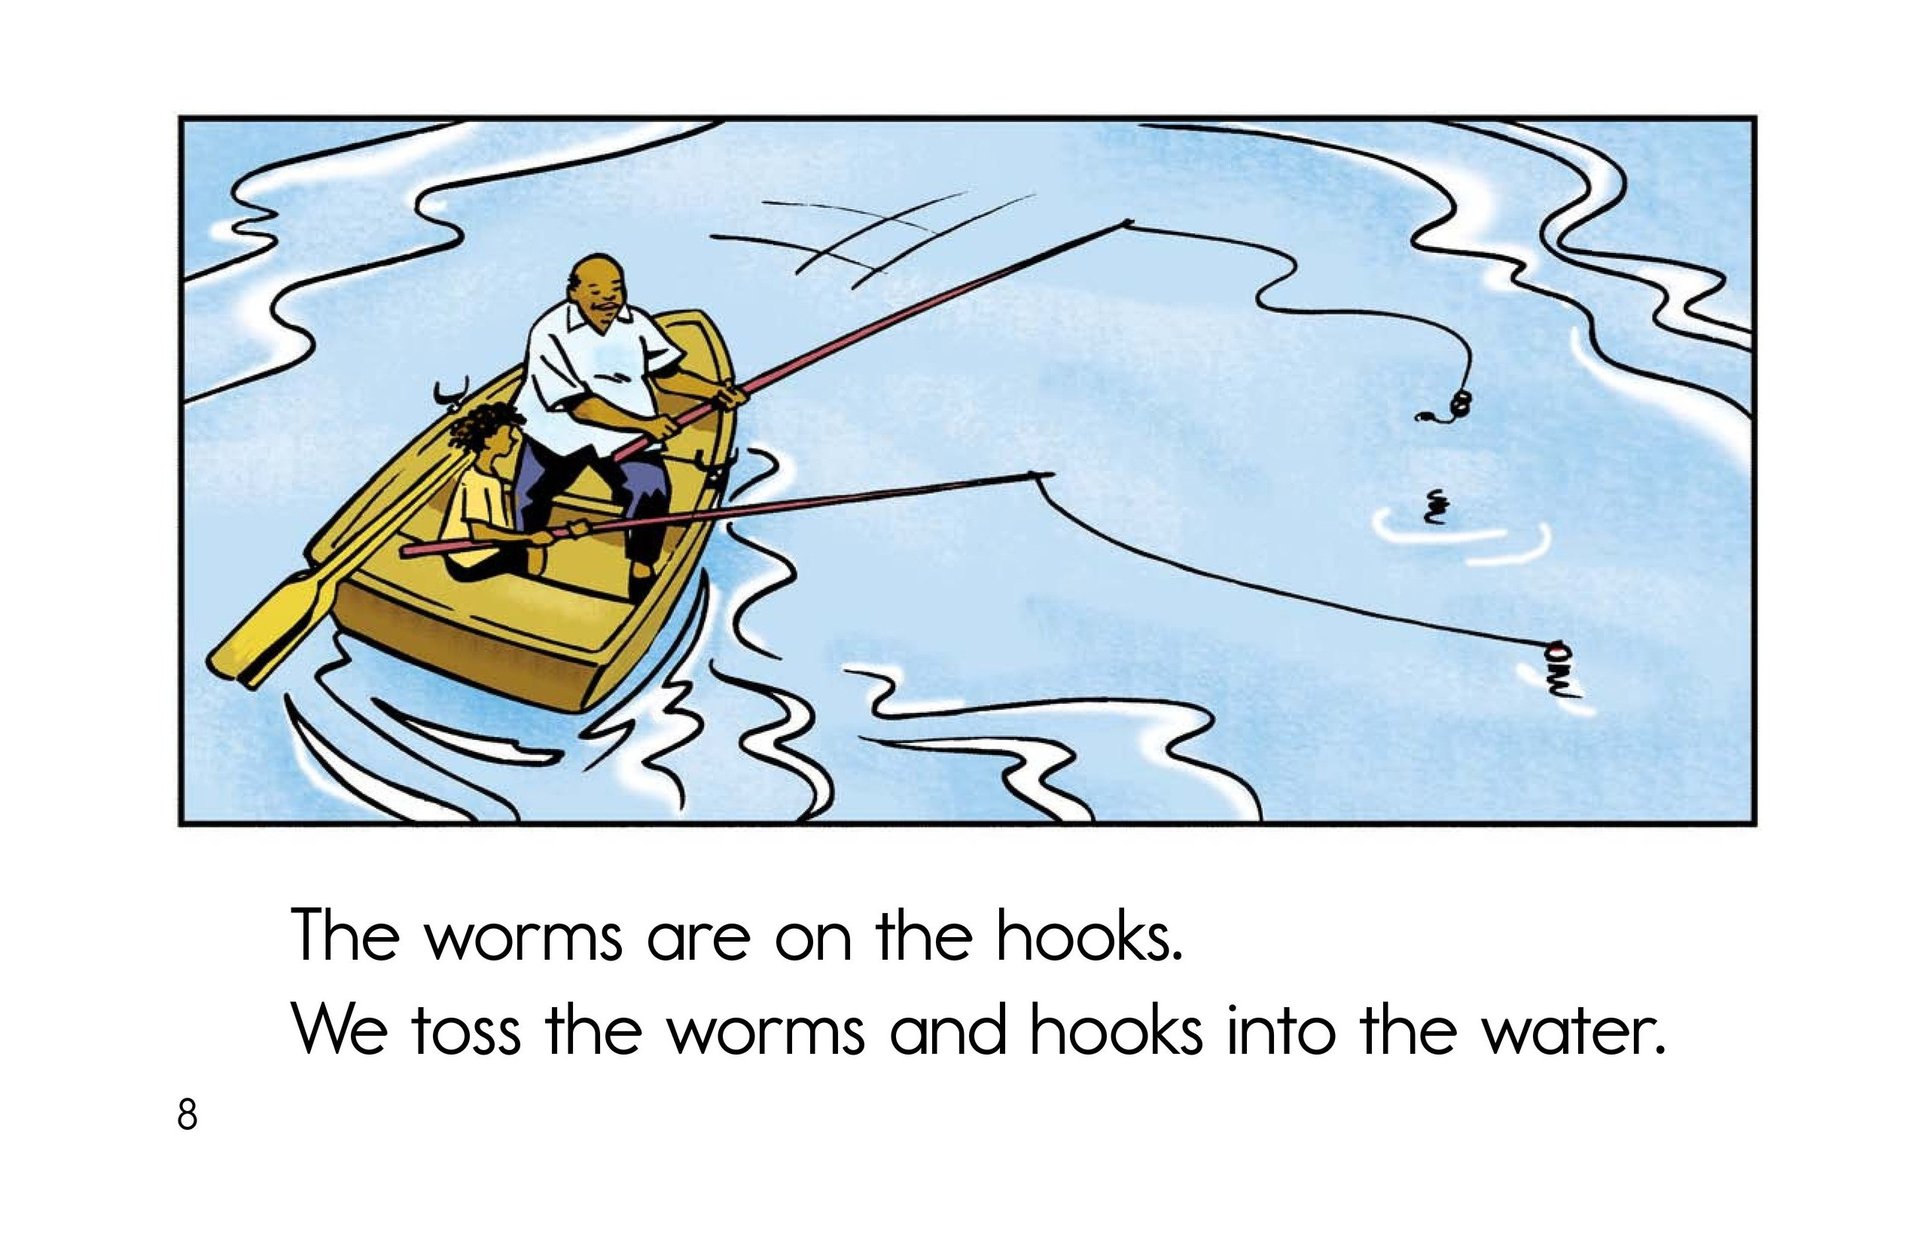 The worms are on the hooks.
We toss the worms and hooks into the water.
8